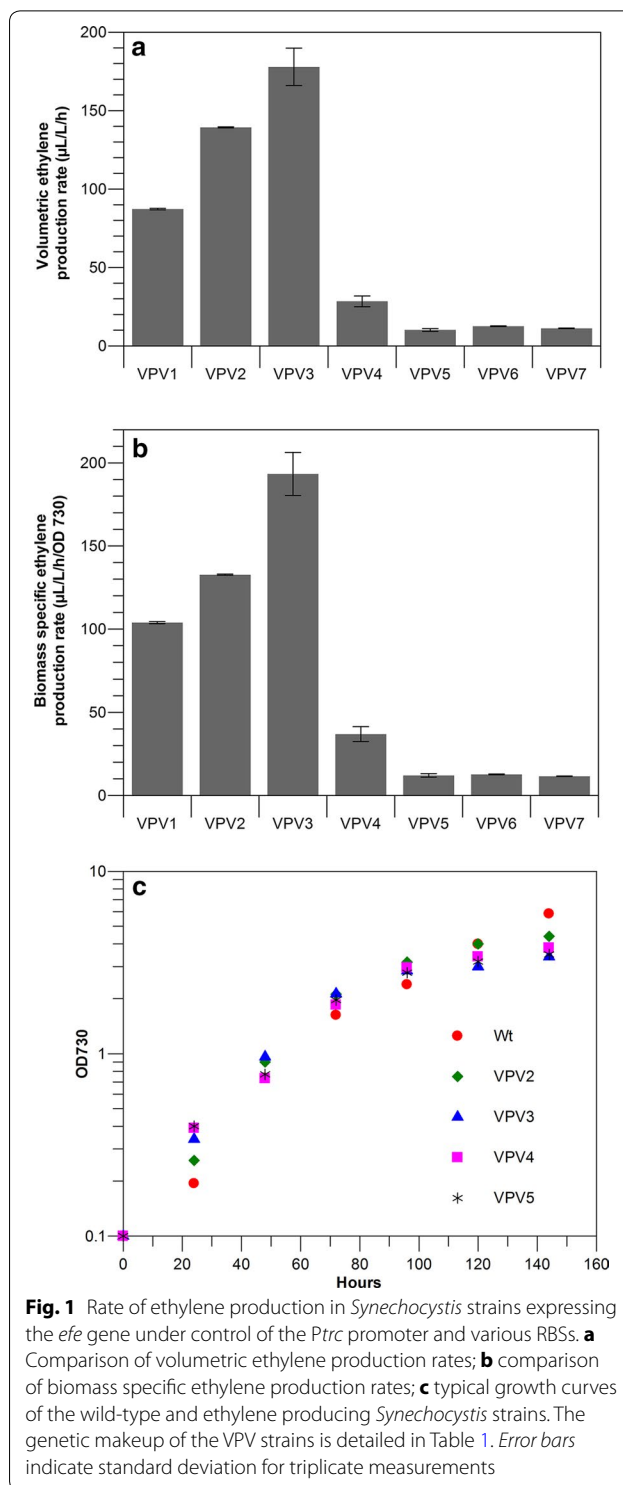 a
200
150
100
50
0
Volumetric ethylene
production rate (µL/L/h)
VPV1 VPV2 VPV3 VPV4 VPV5 VPV6 VPV7
b
200
150
100
50
0
Biomass specific ethylene
production rate (µL/L/h/OD 730)
VPV1 VPV2 VPV3 VPV4 VPV5 VPV6 VPV7
c
10
1
0.1
OD730
Wt
VPV2
VPV3
VPV4
VPV5
0 20 40 60 80 100 120 140 160
Hours
Fig. 1 Rate of ethylene production in Synechocystis strains expressing
the efe gene under control of the Ptrc promoter and various RBSs. a
Comparison of volumetric ethylene production rates; b comparison
of biomass specific ethylene production rates; c typical growth curves
of the wild-type and ethylene producing Synechocystis strains. The
genetic makeup of the VPV strains is detailed in Table 1. Error bars
indicate standard deviation for triplicate measurements